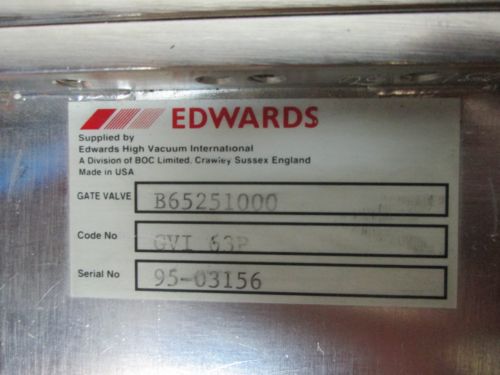 EDWARDS
Supplied by
Edwards High Vacuum International
A Division of BOC Limited, Crawley Sussex England
Made in USA
GATE VALVE B65251000
Code No GVI 63P
Serial No 95-03156